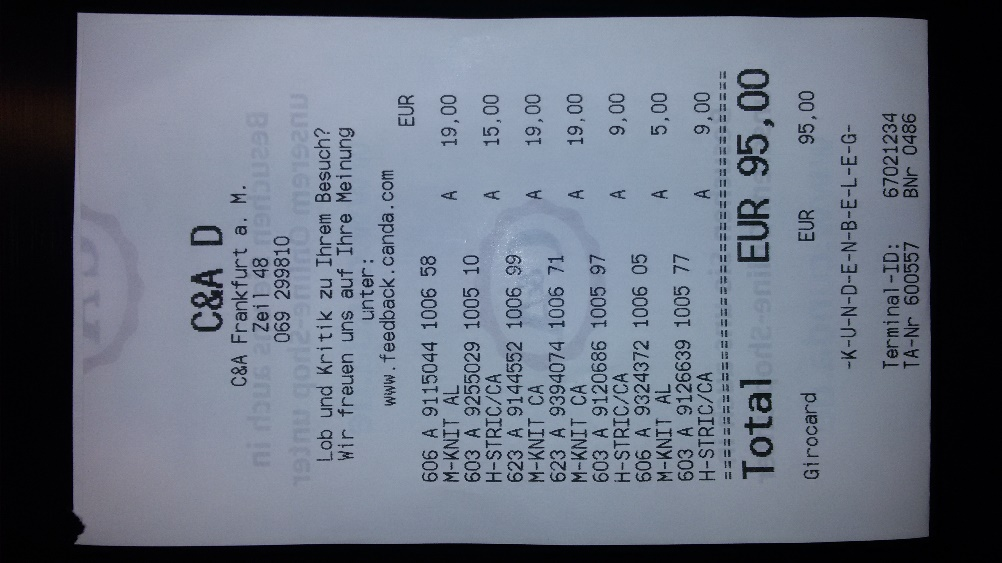 C&A D
C&A Frankfurt a. M.
Zeil 48
069 299810
Lob und Kritik zu Ihrem Besuch?
Wir freuen uns auf Ihre Meinung
unter:
www.feedback.canda.com
EUR
606 A 9115044 1006 58
M-KNIT AL A 19,00
603 A 9255029 1005 10
H-STRIC/CA A 15,00
623 A 9144552 1006 99
M-KNIT CA A 19,00
623 A 9394074 1006 71
M-KNIT CA A 19,00
603 A 9120686 1005 97
H-STRIC/CA A 9,00
606 A 9324372 1006 05
M-KNIT AL A 5,00
603 A 9126639 1005 77
H-STRIC/CA A 9,00
======================================
Total EUR 95,00
Girocard EUR 95,00
-K-U-N-D-E-N-B-E-L-E-G-
Terminal-ID: 67021234
TA-Nr 600557 BNr 0486